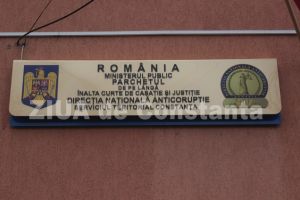 ROMÂNIA
MINISTERUL PUBLIC
PARCHETUL
DE PE LÂNGĂ
ÎNALTA CURTE DE CASAȚIE ȘI JUSTIȚIE
DIRECȚIA NAȚIONALĂ ANTICORUPȚIE
SERVICIUL TERITORIAL CONSTANȚA
ZIUA de Constanta